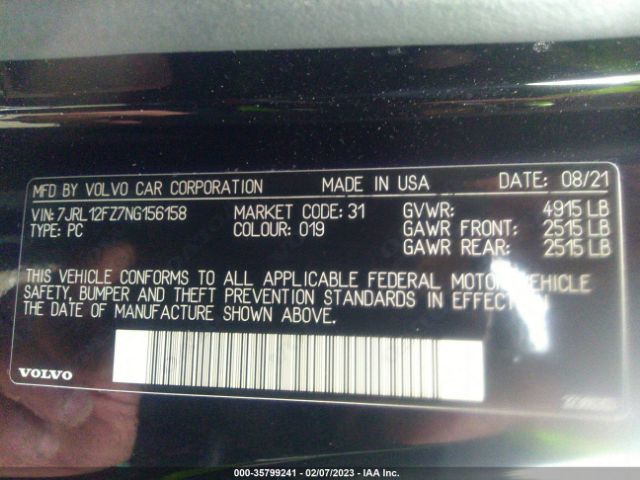 MFD BY VOLVO CAR CORPORATION MADE IN USA DATE: 08/21
VIN: 7JRL12FZ7NG156158 MARKET CODE: 31 GVWR: 4915 LB
TYPE: PC COLOUR: 019 GAWR FRONT: 2515 LB
GAWR REAR: 2515 LB
THIS VEHICLE CONFORMS TO ALL APPLICABLE FEDERAL MOTOR VEHICLE
SAFETY, BUMPER AND THEFT PREVENTION STANDARDS IN EFFECT ON
THE DATE OF MANUFACTURE SHOWN ABOVE.
VOLVO
000-35799241 - 02/07/2023 - IAA Inc.